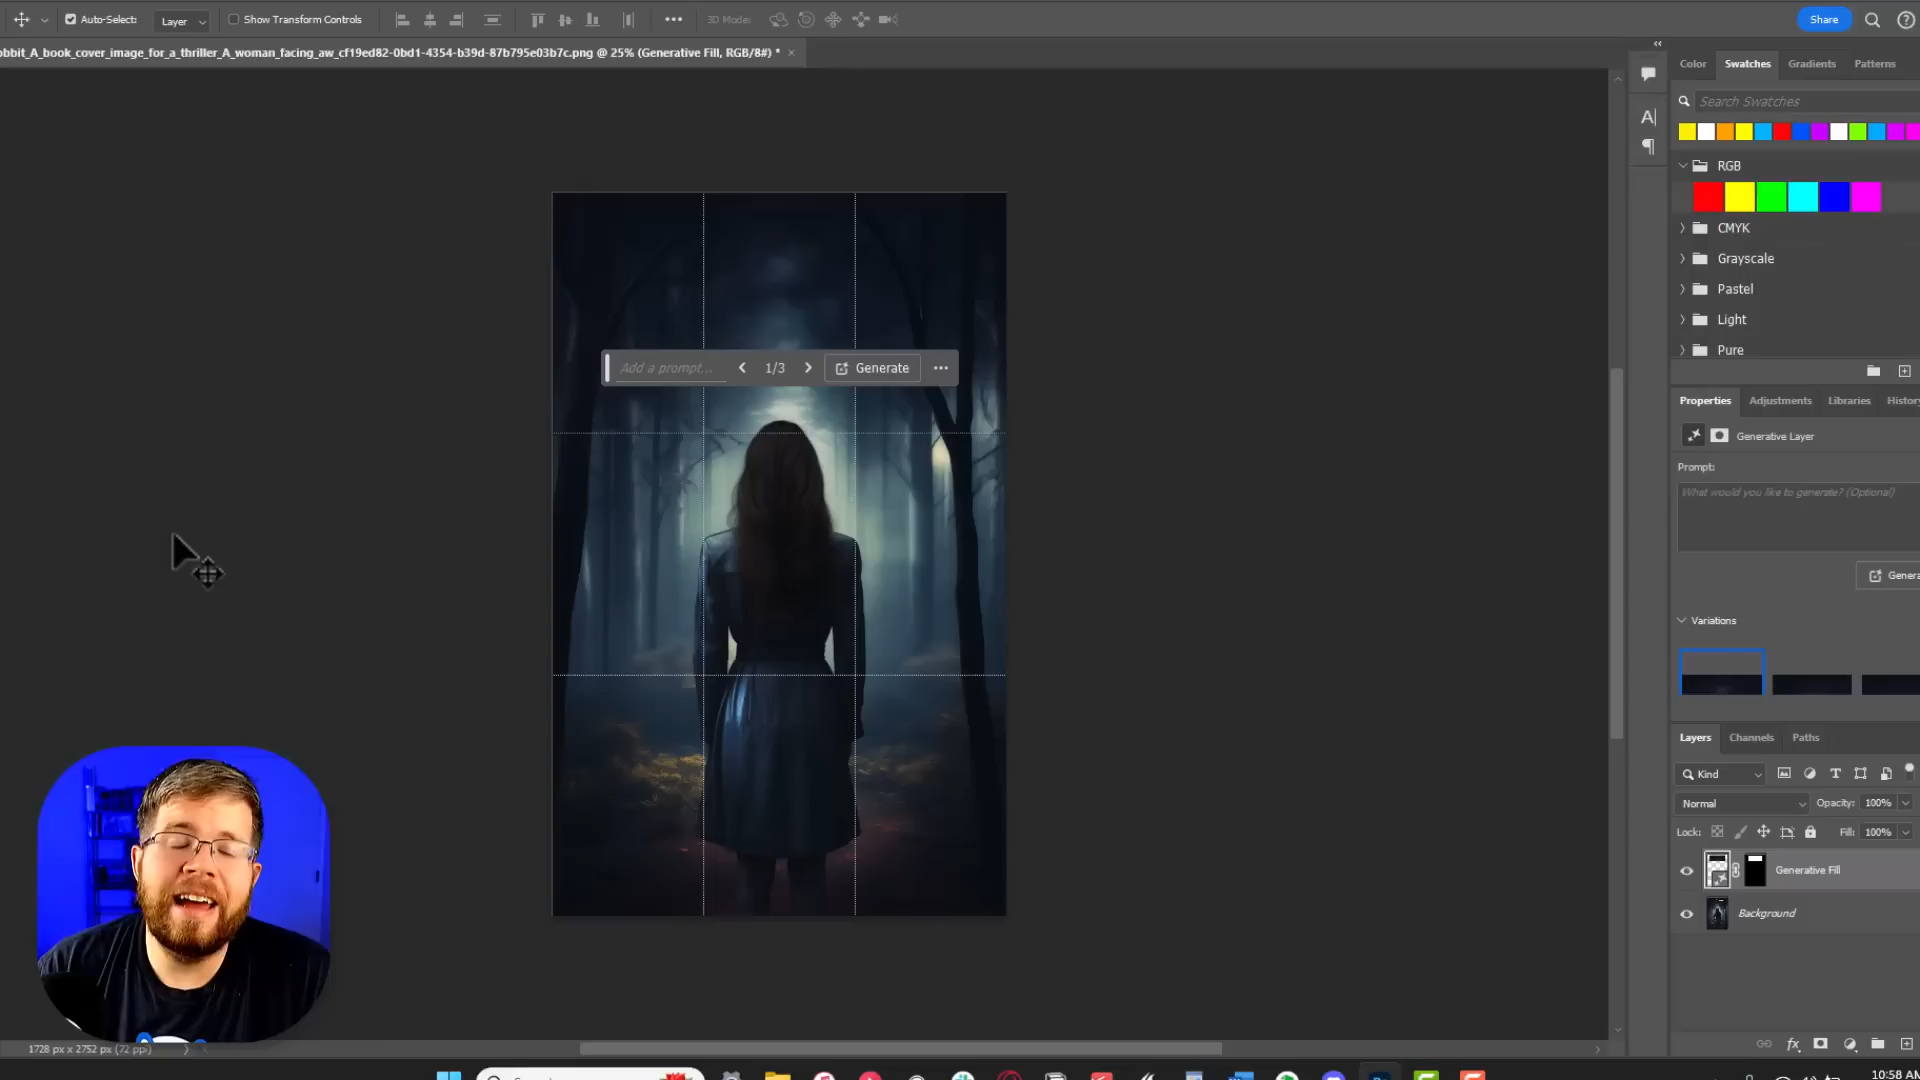 Auto-Select:
Layer
Show Transform Controls
3D Mode:
Share
obbit_A_book_cover_image_for_a_thriller_A_woman_facing_aw_cf19ed82-0bd1-4354-b39d-87b795e03b7c.png @ 25% (Generative Fill, RGB/8#) *
Color
Swatches
Gradients
Patterns
Search Swatches
RGB
CMYK
Grayscale
Pastel
Light
Pure
Add a prompt...
1/3
Generate
Properties
Adjustments
Libraries
History
Generative Layer
Prompt:
What would you like to generate? (Optional)
Genera
Variations
Layers
Channels
Paths
Kind
Normal
Opacity:
100%
Lock:
Fill:
100%
Generative Fill
Background
1728 px x 2752 px (72 ppi)
10:58 AM